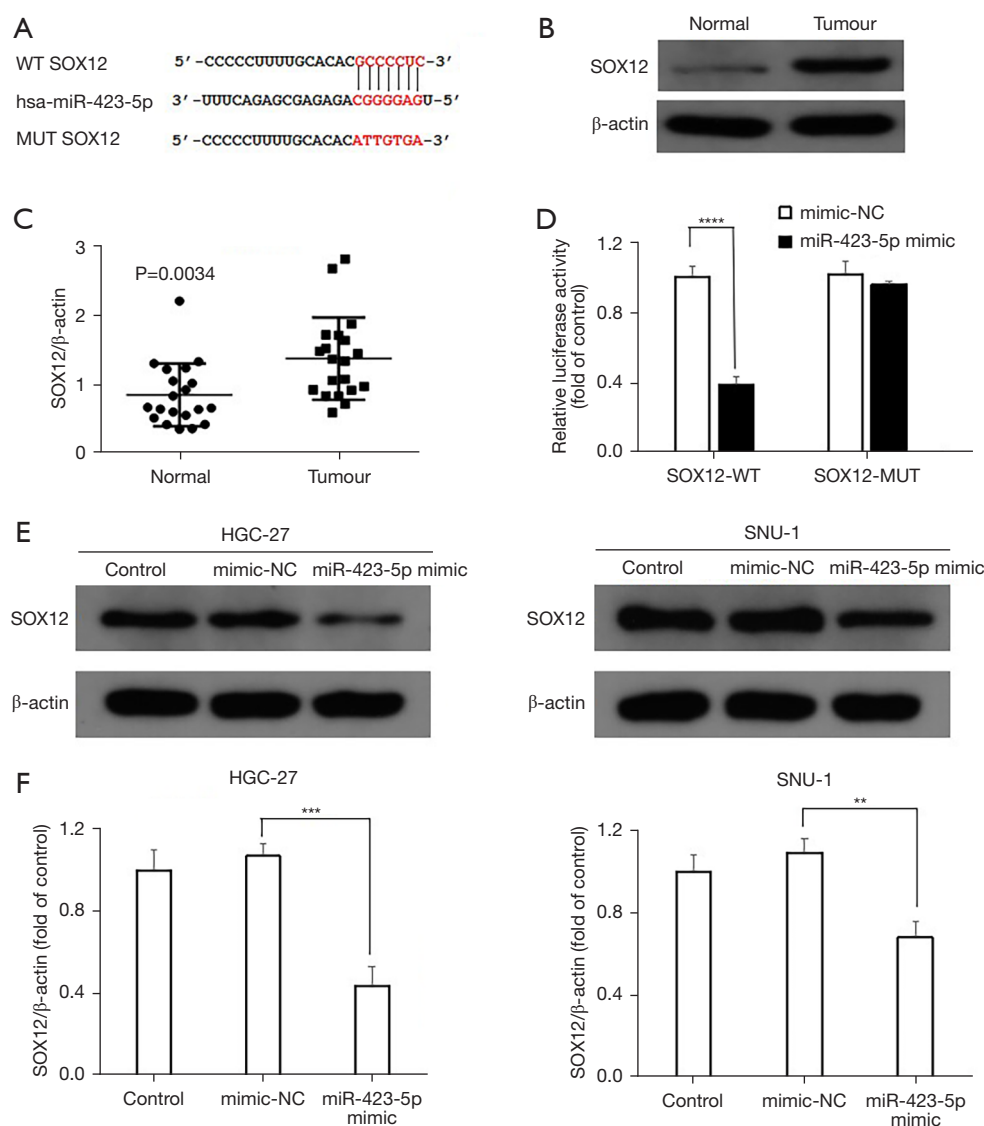 A
WT SOX12 5′-CCCCCUUUUGCACACGCCCCUC-3′
hsa-miR-423-5p 3′-UUUCAGAGCGAGAGACGGGGAGU-5′
MUT SOX12 5′-CCCCCUUUUGCACACATTGTGA-3′
B
Normal Tumour
SOX12
β-actin
C
SOX12/β-actin
3
2
1
0
P=0.0034
Normal Tumour
D
mimic-NC
miR-423-5p mimic
Relative luciferase activity
(fold of control)
1.2
0.8
0.4
0.0
****
SOX12-WT SOX12-MUT
E
HGC-27
Control mimic-NC miR-423-5p mimic
SOX12
β-actin
SNU-1
Control mimic-NC miR-423-5p mimic
SOX12
β-actin
F
HGC-27
SOX12/β-actin (fold of control)
1.2
0.8
0.4
0.0
***
Control mimic-NC miR-423-5p
mimic
SNU-1
SOX12/β-actin (fold of control)
1.2
0.8
0.4
0.0
**
Control mimic-NC miR-423-5p
mimic